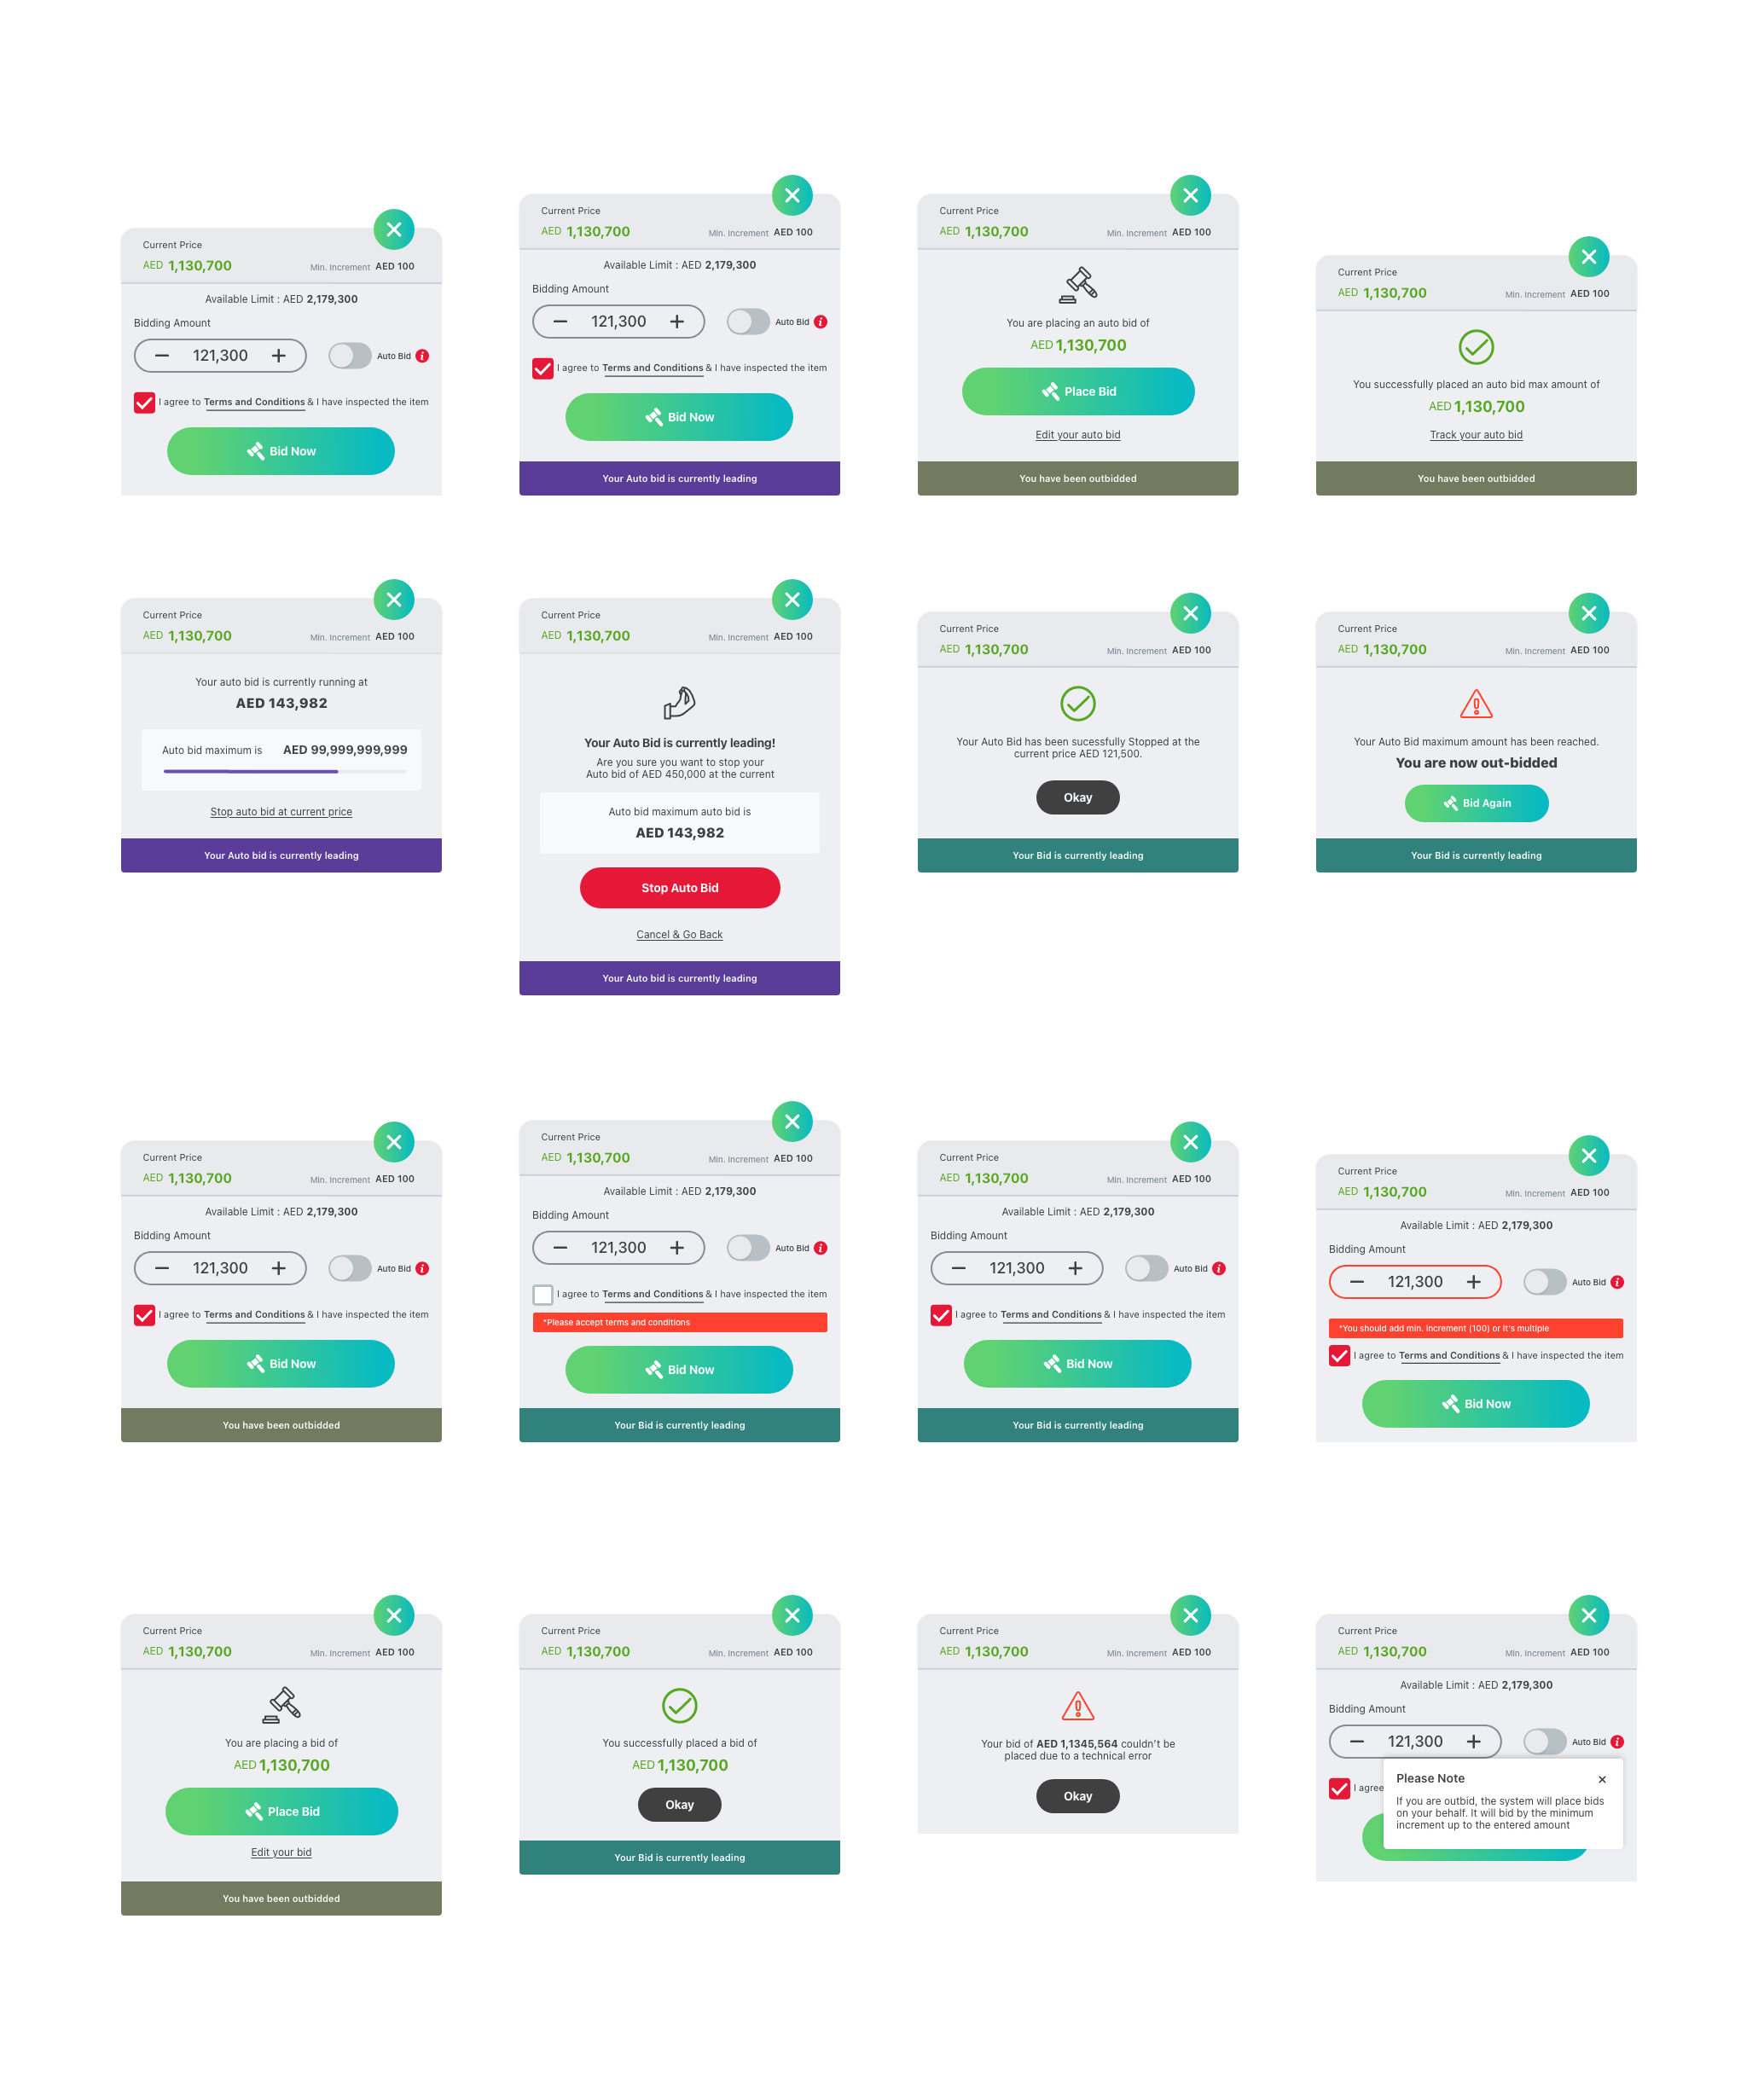 Current Price
AED 1,130,700 Min. Increment AED 100
Available Limit : AED 2,179,300
Bidding Amount
121,300 Auto Bid i
I agree to Terms and Conditions & I have inspected the item
Bid Now
Current Price
AED 1,130,700 Min. Increment AED 100
Available Limit : AED 2,179,300
Bidding Amount
121,300 Auto Bid i
I agree to Terms and Conditions & I have inspected the item
Bid Now
Your Auto bid is currently leading
Current Price
AED 1,130,700 Min. Increment AED 100
You are placing an auto bid of
AED 1,130,700
Place Bid
Edit your auto bid
You have been outbidded
Current Price
AED 1,130,700 Min. Increment AED 100
You successfully placed an auto bid max amount of
AED 1,130,700
Track your auto bid
You have been outbidded
Current Price
AED 1,130,700 Min. Increment AED 100
Your auto bid is currently running at
AED 143,982
Auto bid maximum is AED 99,999,999,999
Stop auto bid at current price
Your Auto bid is currently leading
Current Price
AED 1,130,700 Min. Increment AED 100
Your Auto Bid is currently leading!
Are you sure you want to stop your
Auto bid of AED 450,000 at the current
Auto bid maximum auto bid is
AED 143,982
Stop Auto Bid
Cancel & Go Back
Your Auto bid is currently leading
Current Price
AED 1,130,700 Min. Increment AED 100
Your Auto Bid has been sucessfully Stopped at the
current price AED 121,500.
Okay
Your Bid is currently leading
Current Price
AED 1,130,700 Min. Increment AED 100
Your Auto Bid maximum amount has been reached.
You are now out-bidded
Bid Again
Your Bid is currently leading
Current Price
AED 1,130,700 Min. Increment AED 100
Available Limit : AED 2,179,300
Bidding Amount
121,300 Auto Bid i
I agree to Terms and Conditions & I have inspected the item
Bid Now
You have been outbidded
Current Price
AED 1,130,700 Min. Increment AED 100
Available Limit : AED 2,179,300
Bidding Amount
121,300 Auto Bid i
I agree to Terms and Conditions & I have inspected the item
*Please accept terms and conditions
Bid Now
Your Bid is currently leading
Current Price
AED 1,130,700 Min. Increment AED 100
Available Limit : AED 2,179,300
Bidding Amount
121,300 Auto Bid i
I agree to Terms and Conditions & I have inspected the item
Bid Now
Your Bid is currently leading
Current Price
AED 1,130,700 Min. Increment AED 100
Available Limit : AED 2,179,300
Bidding Amount
121,300 Auto Bid i
*You should add min. increment (100) or it's multiple
I agree to Terms and Conditions & I have inspected the item
Bid Now
Current Price
AED 1,130,700 Min. Increment AED 100
You are placing a bid of
AED 1,130,700
Place Bid
Edit your bid
You have been outbidded
Current Price
AED 1,130,700 Min. Increment AED 100
You successfully placed a bid of
AED 1,130,700
Okay
Your Bid is currently leading
Current Price
AED 1,130,700 Min. Increment AED 100
Your bid of AED 1,1345,564 couldn't be
placed due to a technical error
Okay
Current Price
AED 1,130,700 Min. Increment AED 100
Available Limit : AED 2,179,300
Bidding Amount
121,300 Auto Bid i
I agree
Please Note
If you are outbid, the system will place bids
on your behalf. It will bid by the minimum
increment up to the entered amount